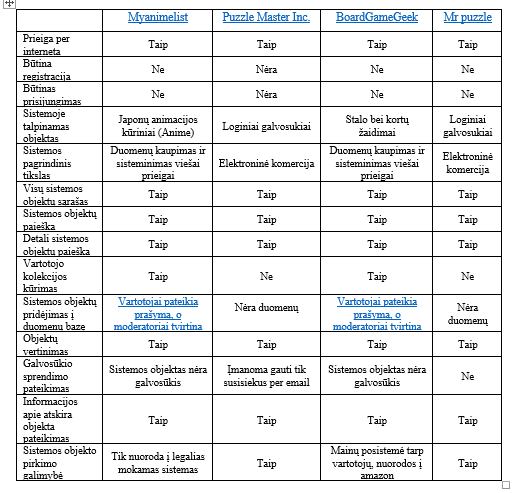 Myanimelist Puzzle Master Inc. BoardGameGeek Mr puzzle
Prieiga per
interneta
Taip Taip Taip Taip
Būtina
registracija
Ne Nėra Ne Ne
Būtinas
prisijungimas
Ne Nėra Ne Ne
Sistemoje
talpinamas
objektas
Japonų animacijos
kūriniai (Anime)
Loginiai galvosukiai
Stalo bei kortų
žaidimai
Loginiai
galvosukiai
Sistemos
pagrindinis
tikslas
Duomenų kaupimas ir
sisteminimas viešai
prieigai
Elektroninė komercija
Duomenų kaupimas ir
sisteminimas viešai
prieigai
Elektroninė
komercija
Visų sistemos
objektu sarašas
Taip Taip Taip Taip
Sistemos objektų
paieška
Taip Taip Taip Taip
Detali sistemos
objektu paieška
Taip Taip Taip Taip
Vartotojo
kolekcijos
kūrimas
Taip Ne Taip Ne
Sistemos objektų
pridėjimas į
duomenu baze
Vartotojai pateikia
prašyma, o
moderatoriai tvirtina
Nėra duomenų
Vartotojai pateikia
prašyma, o
moderatoriai tvirtina
Nėra
duomenų
Objektų
vertinimas
Taip Taip Taip Taip
Galvosūkio
sprendimo
pateikimas
Sistemos objektas nėra
galvosūkis
Įmanoma gauti tik
susisiekus per email
Sistemos objektas nėra
galvosūkis
Ne
Informacijos
apie atskira
objekta
pateikimas
Taip Taip Taip Taip
Sistemos objekto
pirkimo
galimybė
Tik nuoroda į legalias
mokamas sistemas
Taip
Mainų posistemė tarp
vartotojų, nuorodos į
amazon
Taip